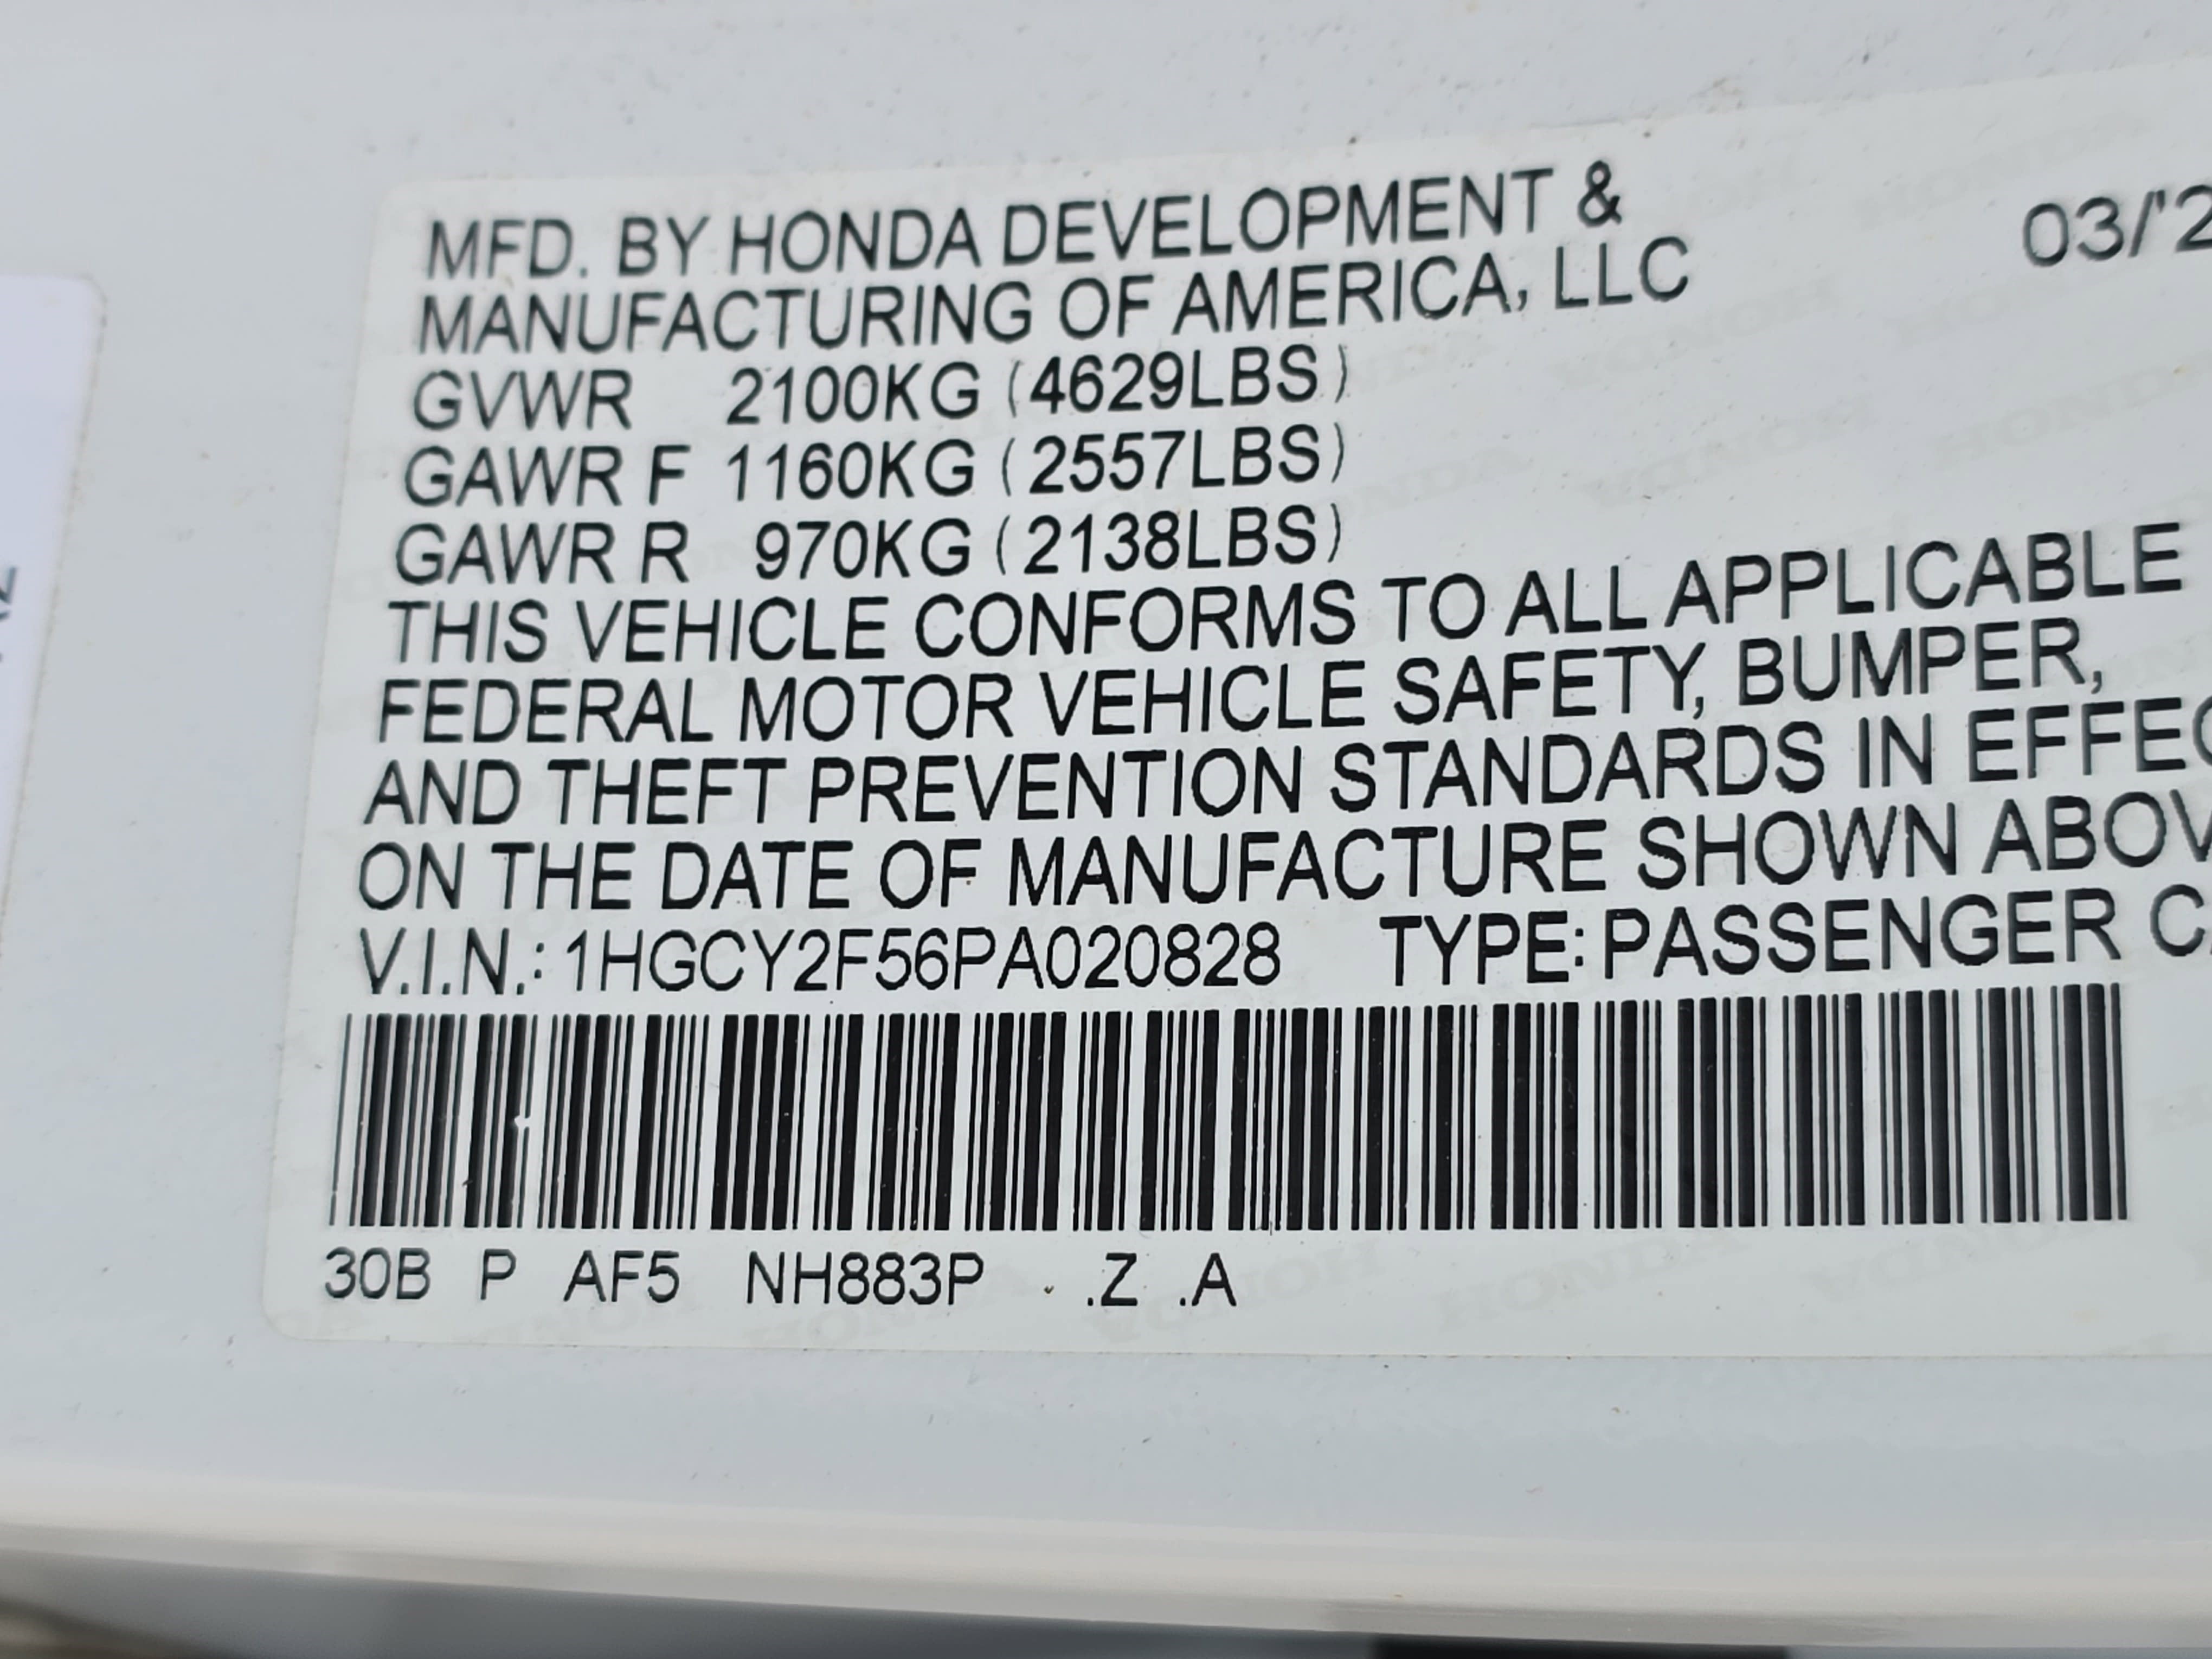 MFD. BY HONDA DEVELOPMENT &
MANUFACTURING OF AMERICA, LLC
03/'2
GVWR 2100KG (4629LBS)
GAWR F 1160KG (2557LBS)
GAWR R 970KG (2138LBS)
THIS VEHICLE CONFORMS TO ALL APPLICABLE
FEDERAL MOTOR VEHICLE SAFETY, BUMPER,
AND THEFT PREVENTION STANDARDS IN EFFEC
ON THE DATE OF MANUFACTURE SHOWN ABOV
V.I.N.: 1HGCY2F56PA020828 TYPE: PASSENGER C
30B P AF5 NH883P .Z .A